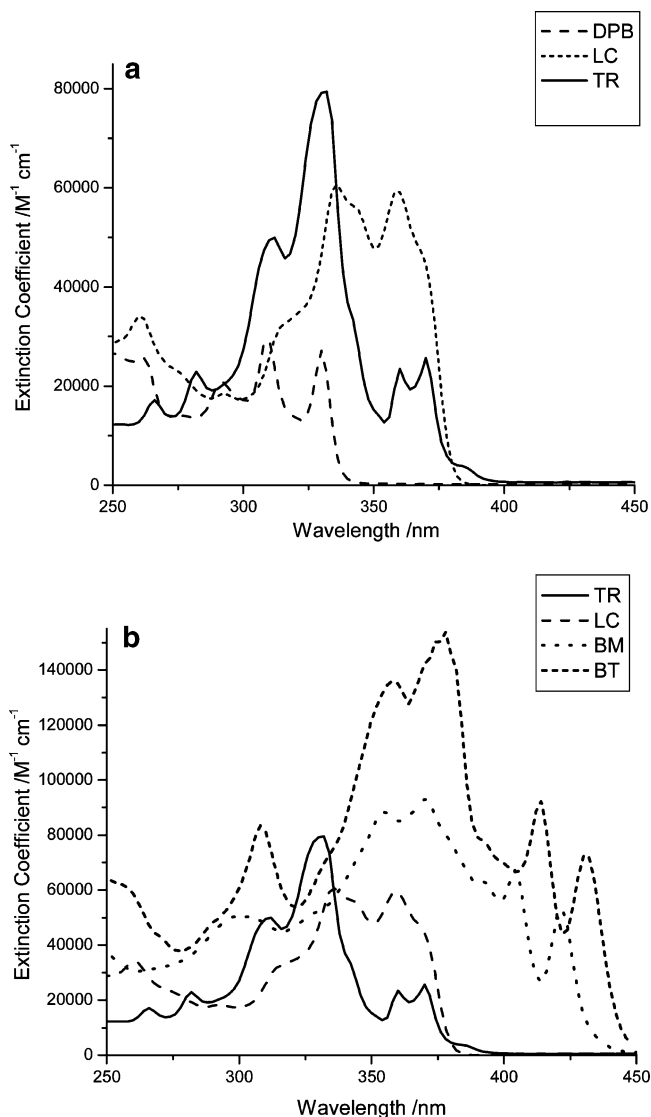 a
DPB
LC
TR
80000
60000
40000
20000
0
Extinction Coefficient /M⁻¹ cm⁻¹
250 300 350 400 450
Wavelength /nm
b
TR
LC
BM
BT
140000
120000
100000
80000
60000
40000
20000
0
Extinction Coefficient /M⁻¹ cm⁻¹
250 300 350 400 450
Wavelength /nm